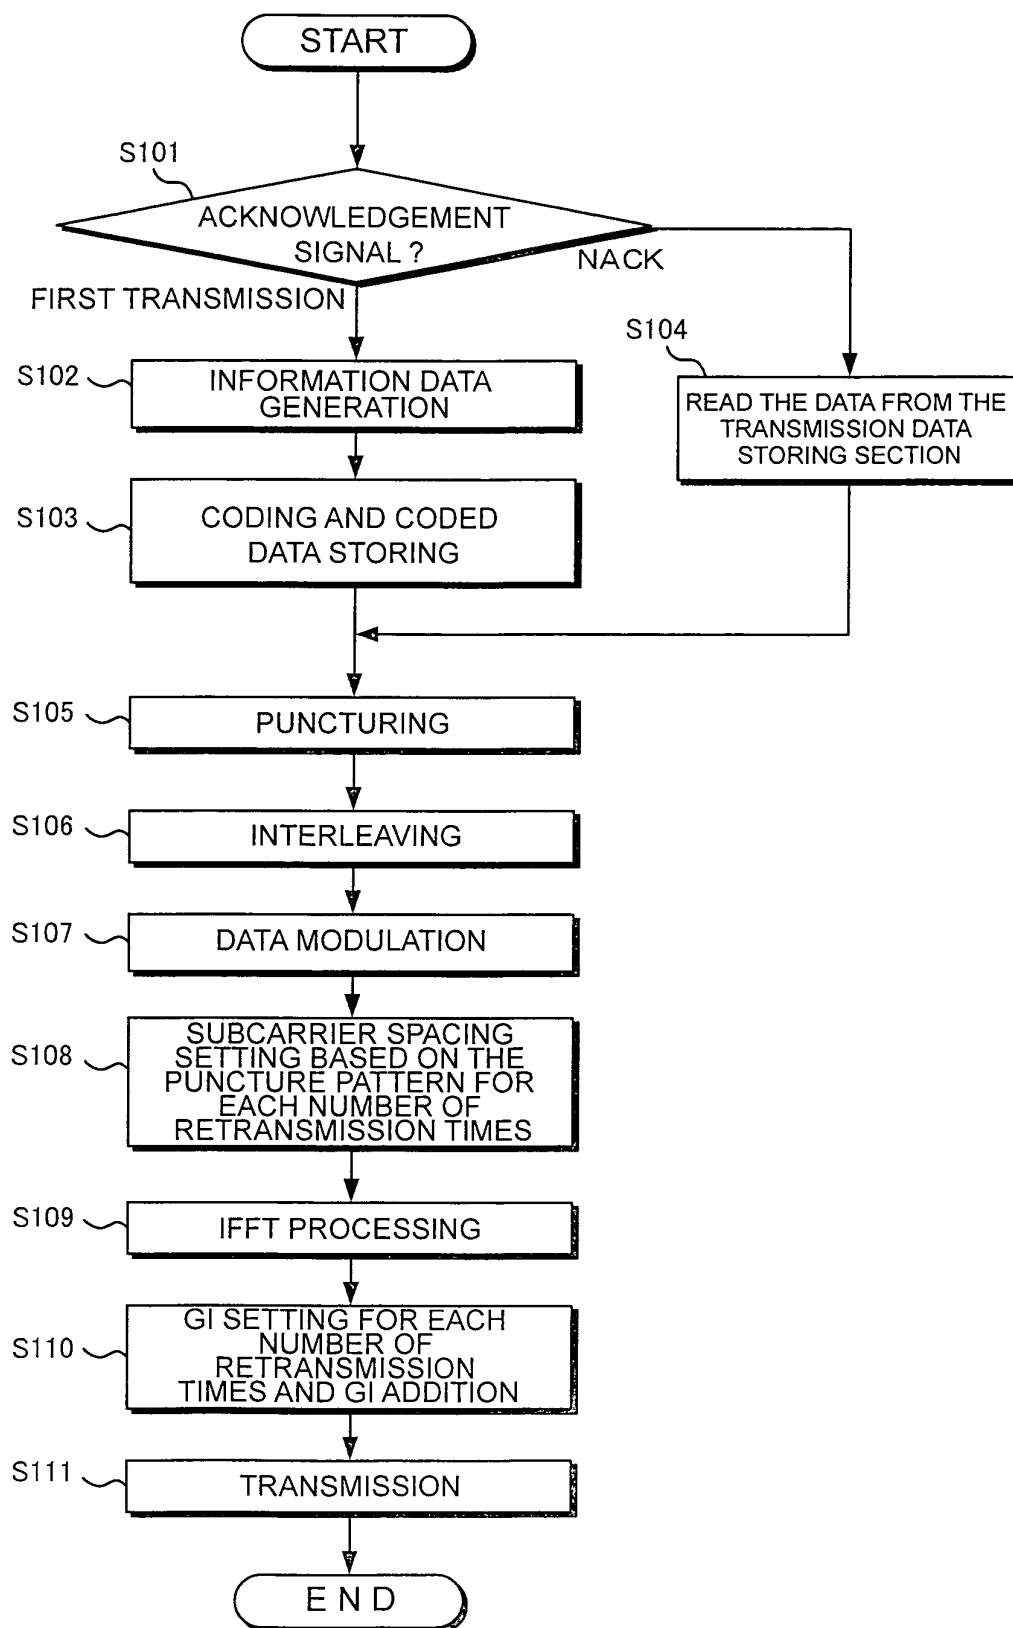 START
S101
ACKNOWLEDGEMENT
SIGNAL ?
NACK
FIRST TRANSMISSION
S104
S102
INFORMATION DATA
GENERATION
READ THE DATA FROM THE
TRANSMISSION DATA
STORING SECTION
S103
CODING AND CODED
DATA STORING
S105
PUNCTURING
S106
INTERLEAVING
S107
DATA MODULATION
S108
SUBCARRIER SPACING
SETTING BASED ON THE
PUNCTURE PATTERN FOR
EACH NUMBER OF
RETRANSMISSION TIMES
S109
IFFT PROCESSING
S110
GI SETTING FOR EACH
NUMBER OF
RETRANSMISSION
TIMES AND GI ADDITION
S111
TRANSMISSION
END